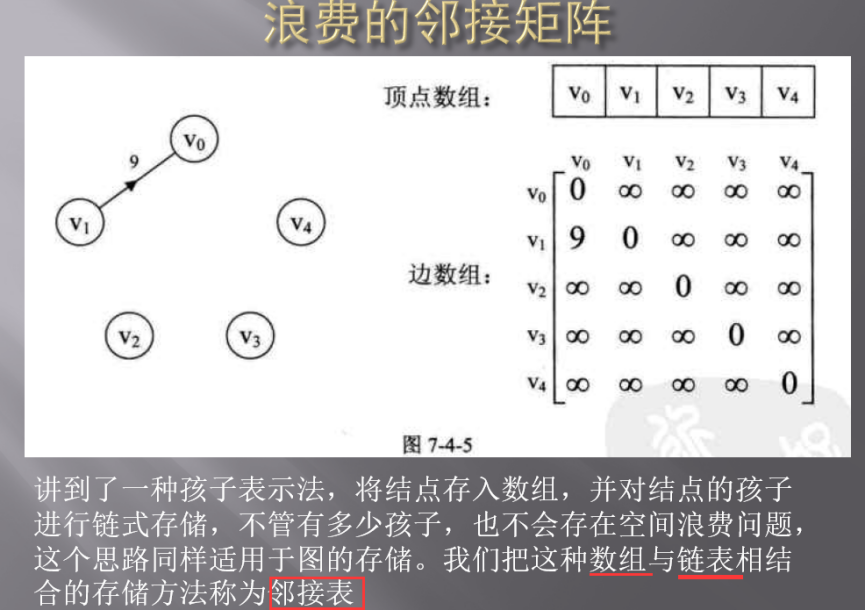 浪费的邻接矩阵
顶点数组：
v0 v1 v2 v3 v4
v0
9
v1
v4
v2
v3
边数组：
v0 v1 v2 v3 v4
v0 0 ∞ ∞ ∞ ∞
v1 9 0 ∞ ∞ ∞
v2 ∞ ∞ 0 ∞ ∞
v3 ∞ ∞ ∞ 0 ∞
v4 ∞ ∞ ∞ ∞ 0
图 7-4-5
讲到了一种孩子表示法，将结点存入数组，并对结点的孩子
进行链式存储，不管有多少孩子，也不会存在空间浪费问题，
这个思路同样适用于图的存储。我们把这种数组与链表相结
合的存储方法称为邻接表